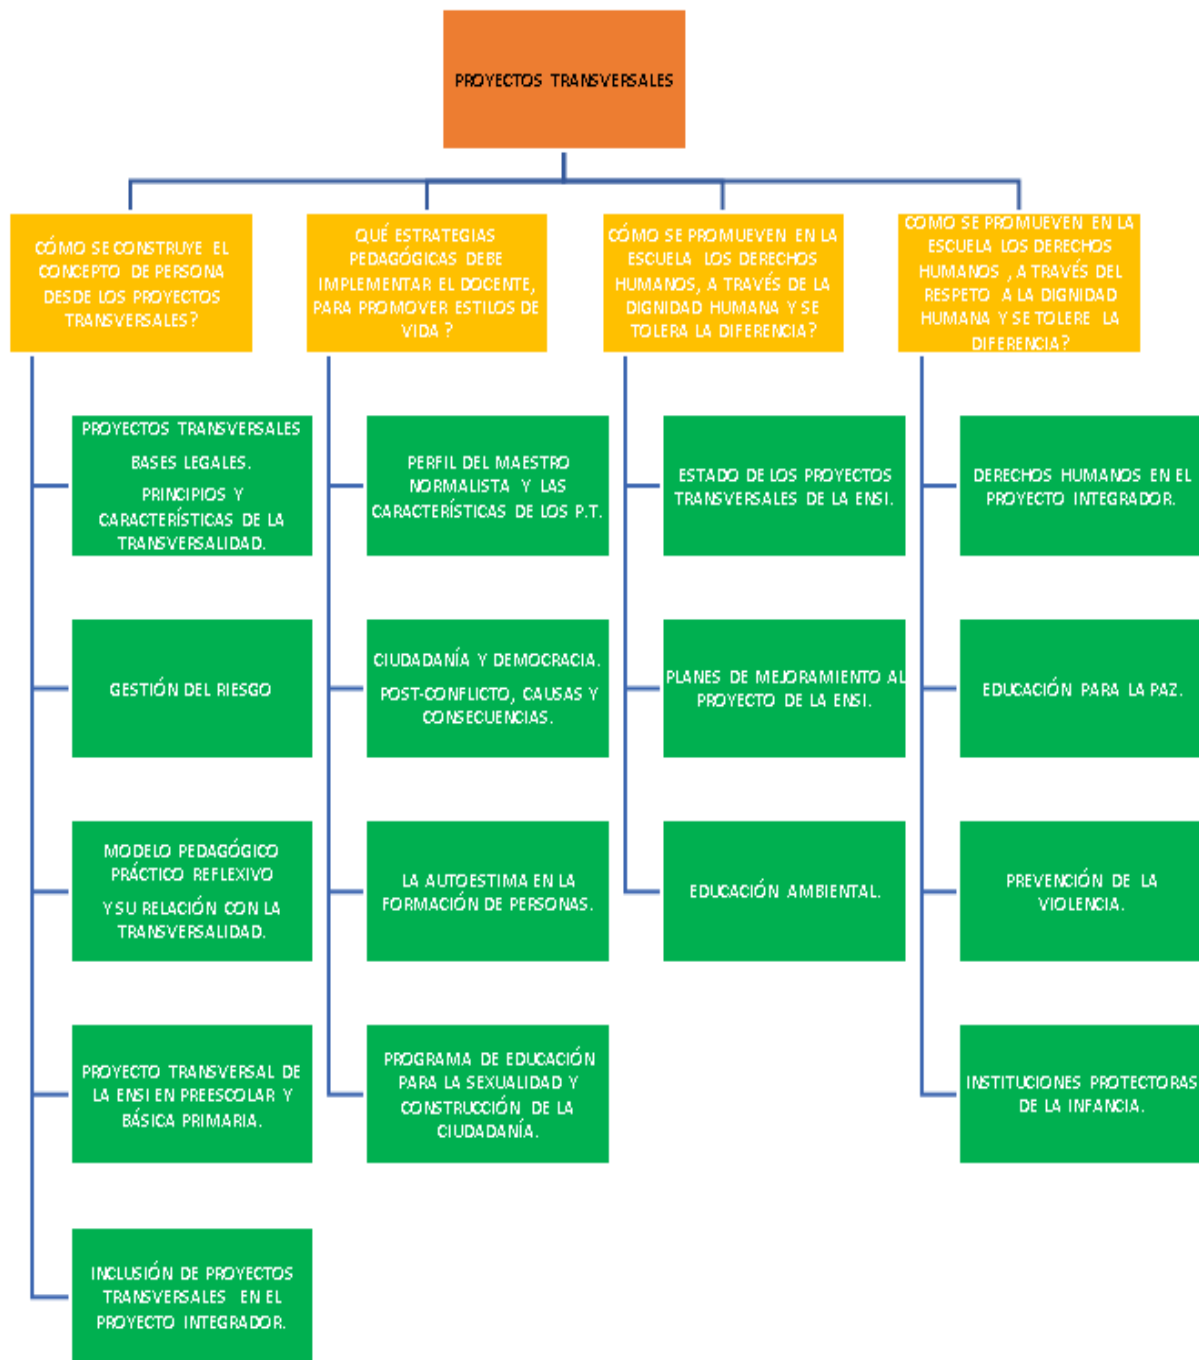 PROYECTOS TRANSVERSALES
CÓMO SE CONSTRUYE EL
CONCEPTO DE PERSONA
DESDE LOS PROYECTOS
TRANSVERSALES?
PROYECTOS TRANSVERSALES
BASES LEGALES.
PRINCIPIOS Y
CARACTERÍSTICAS DE LA
TRANSVERSALIDAD.
GESTIÓN DEL RIESGO
MODELO PEDAGÓGICO
PRÁCTICO REFLEXIVO
Y SU RELACIÓN CON LA
TRANSVERSALIDAD.
PROYECTO TRANSVERSAL DE
LA ENSI EN PREESCOLAR Y
BÁSICA PRIMARIA.
INCLUSIÓN DE PROYECTOS
TRANSVERSALES EN EL
PROYECTO INTEGRADOR.
QUÉ ESTRATEGIAS
PEDAGÓGICAS DEBE
IMPLEMENTAR EL DOCENTE,
PARA PROMOVER ESTILOS DE
VIDA ?
PERFIL DEL MAESTRO
NORMALISTA Y LAS
CARACTERÍSTICAS DE LOS P.T.
CIUDADANÍA Y DEMOCRACIA.
POST-CONFLICTO, CAUSAS Y
CONSECUENCIAS.
LA AUTOESTIMA EN LA
FORMACIÓN DE PERSONAS.
PROGRAMA DE EDUCACIÓN
PARA LA SEXUALIDAD Y
CONSTRUCCIÓN DE LA
CIUDADANÍA.
CÓMO SE PROMUEVEN EN LA
ESCUELA LOS DERECHOS
HUMANOS, A TRAVÉS DE LA
DIGNIDAD HUMANA Y SE
TOLERA LA DIFERENCIA?
ESTADO DE LOS PROYECTOS
TRANSVERSALES DE LA ENSI.
PLANES DE MEJORAMIENTO AL
PROYECTO DE LA ENSI.
EDUCACIÓN AMBIENTAL.
COMO SE PROMUEVEN EN LA
ESCUELA LOS DERECHOS
HUMANOS , A TRAVÉS DEL
RESPETO A LA DIGNIDAD
HUMANA Y SE TOLERE LA
DIFERENCIA?
DERECHOS HUMANOS EN EL
PROYECTO INTEGRADOR.
EDUCACIÓN PARA LA PAZ.
PREVENCIÓN DE LA
VIOLENCIA.
INSTITUCIONES PROTECTORAS
DE LA INFANCIA.